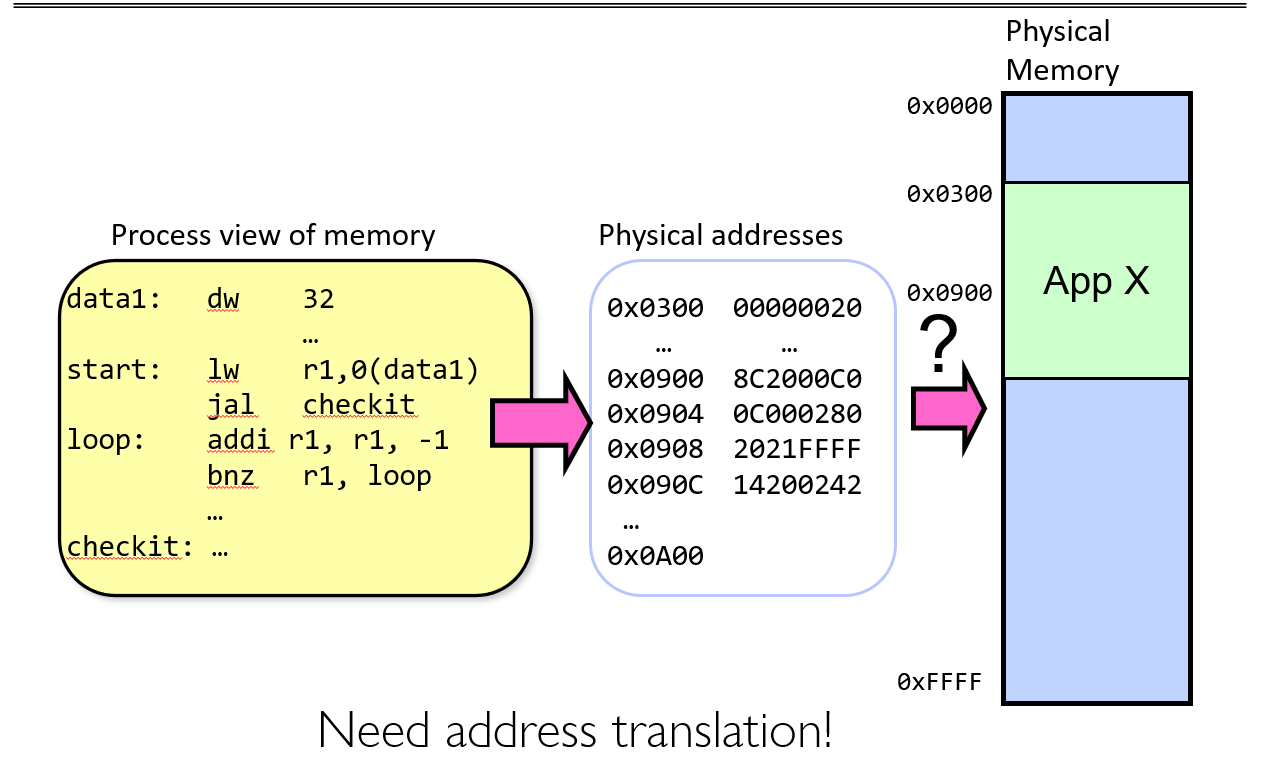 Physical
Memory
0x0000
0x0300
App X
0x0900
?
0xFFFF
Process view of memory
data1: dw 32
…
start: lw r1,0(data1)
jal checkit
loop: addi r1, r1, -1
bnz r1, loop
…
checkit: …
Physical addresses
0x0300 00000020
… …
0x0900 8C2000C0
0x0904 0C000280
0x0908 2021FFFF
0x090C 14200242
…
0x0A00
Need address translation!